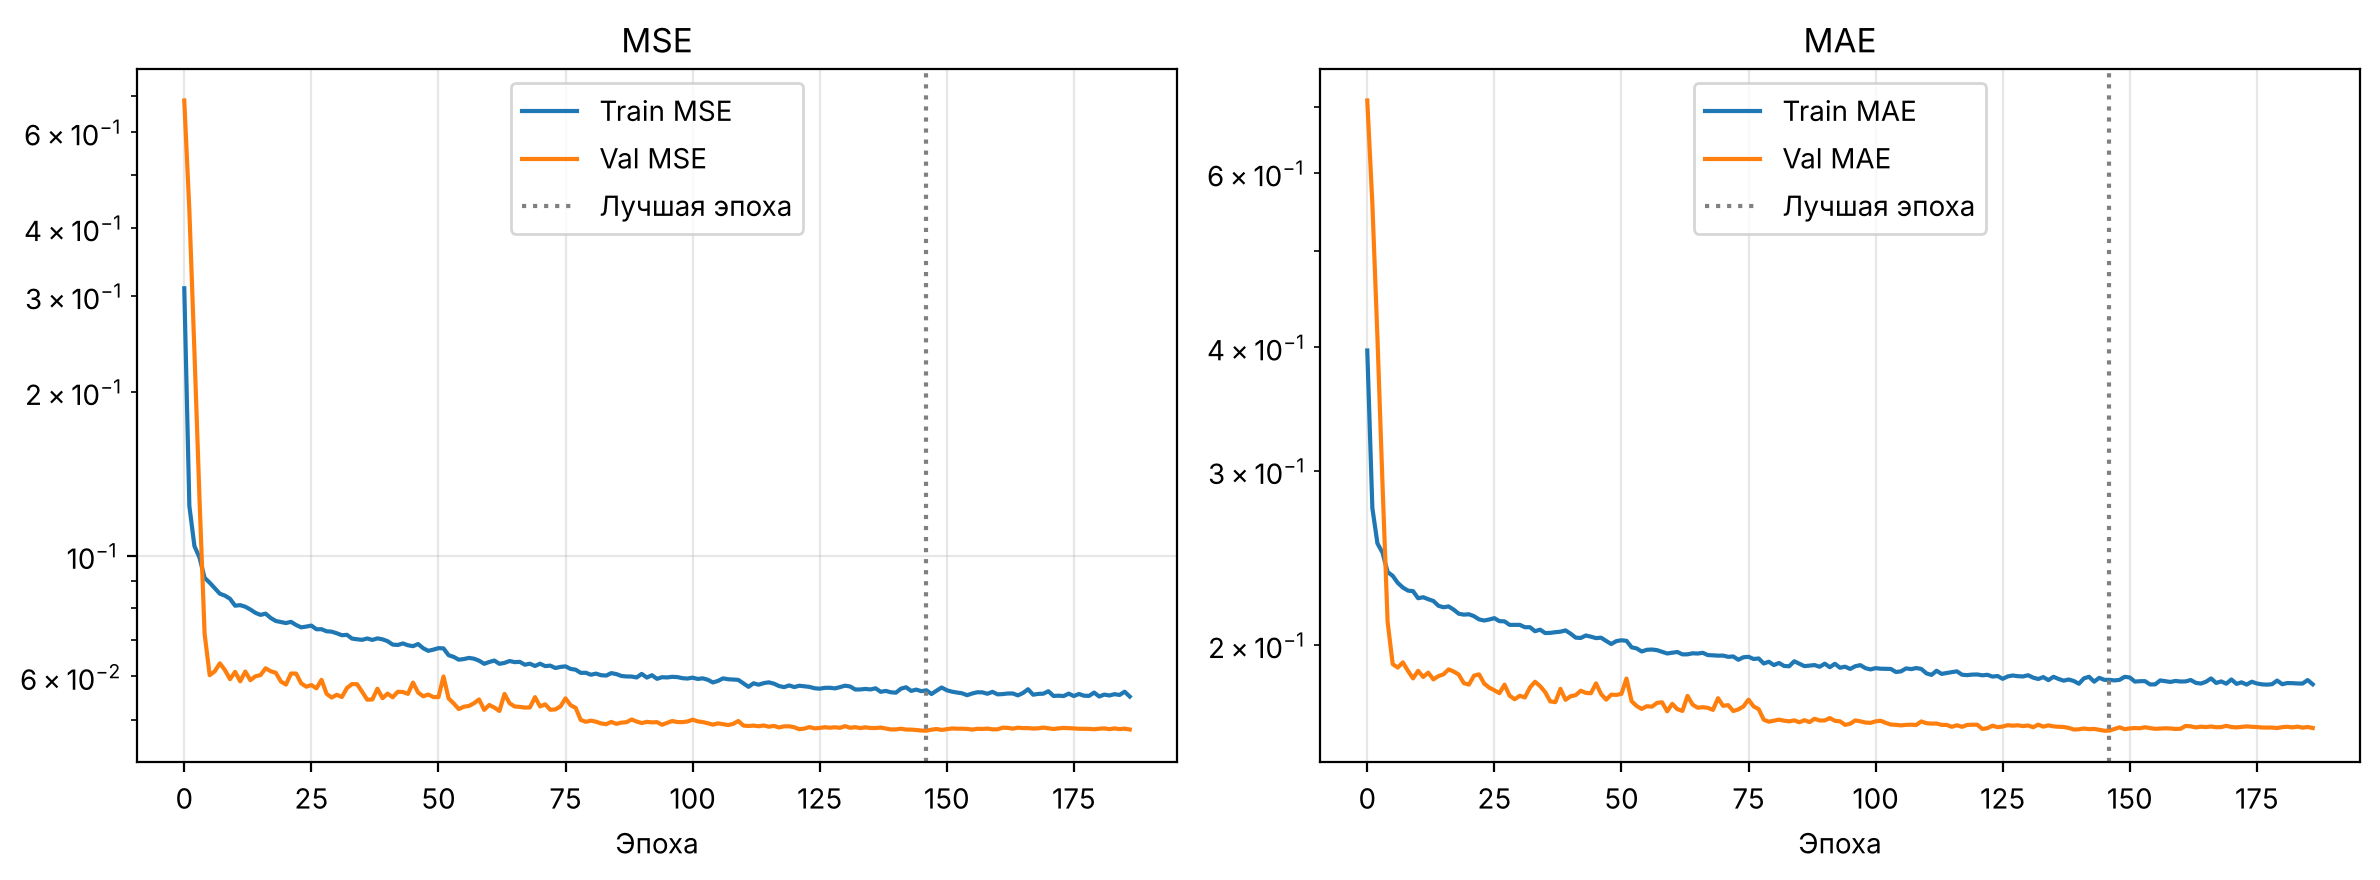 MSE
Train MSE
Val MSE
Лучшая эпоха
6 × 10⁻¹
4 × 10⁻¹
3 × 10⁻¹
2 × 10⁻¹
10⁻¹
6 × 10⁻²
0 25 50 75 100 125 150 175
Эпоха
MAE
Train MAE
Val MAE
Лучшая эпоха
6 × 10⁻¹
4 × 10⁻¹
3 × 10⁻¹
2 × 10⁻¹
0 25 50 75 100 125 150 175
Эпоха